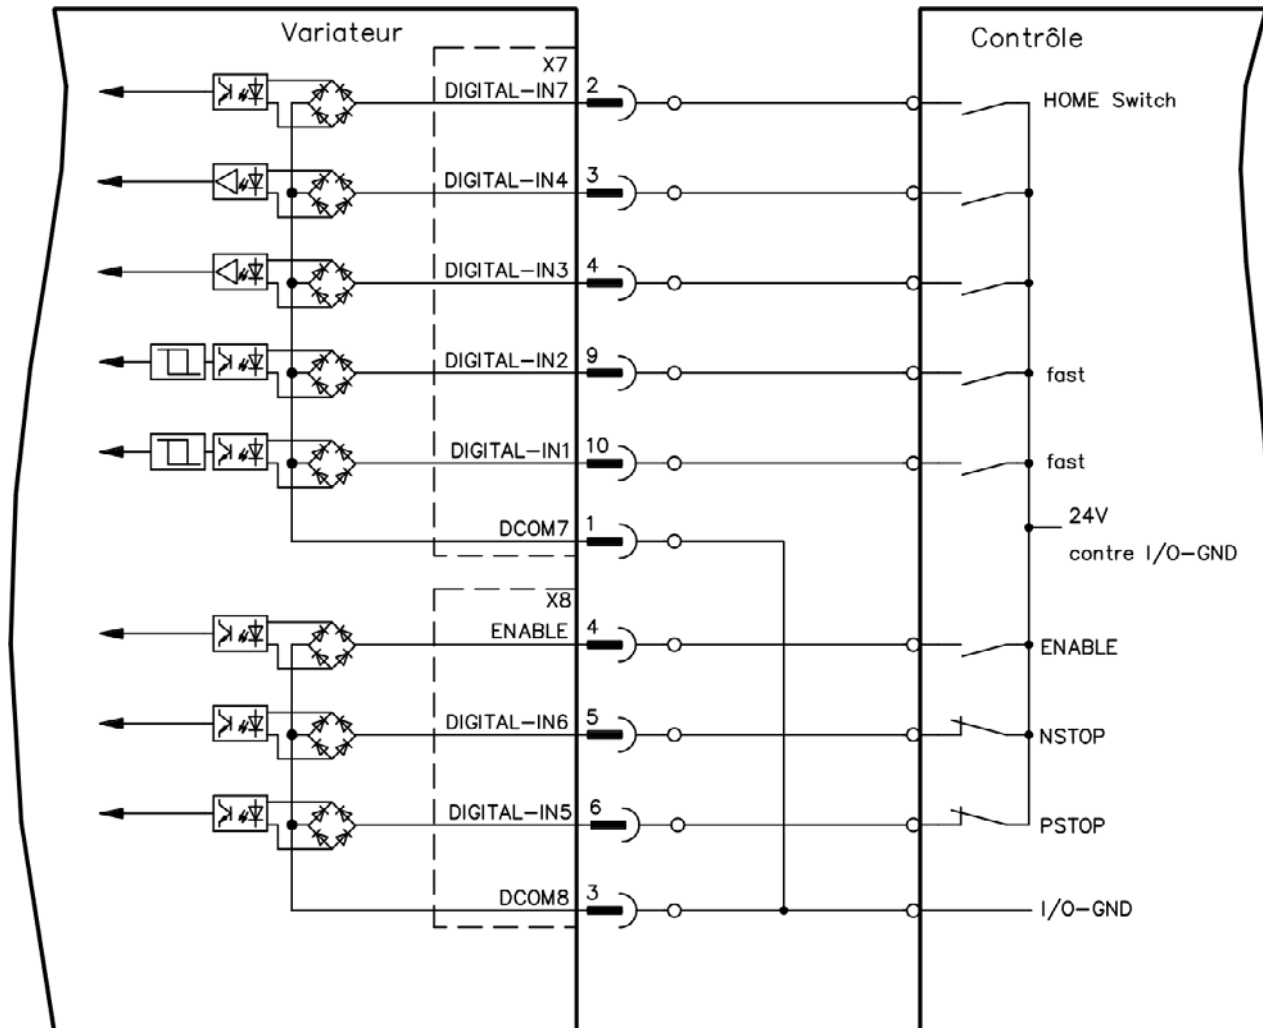 Variateur
Contrôle
X7
DIGITAL-IN7 2
HOME Switch
DIGITAL-IN4 3
DIGITAL-IN3 4
DIGITAL-IN2 9
fast
DIGITAL-IN1 10
fast
DCOM7 1
24V
contre I/O-GND
X8
ENABLE 4
ENABLE
DIGITAL-IN6 5
NSTOP
DIGITAL-IN5 6
PSTOP
DCOM8 3
I/O-GND